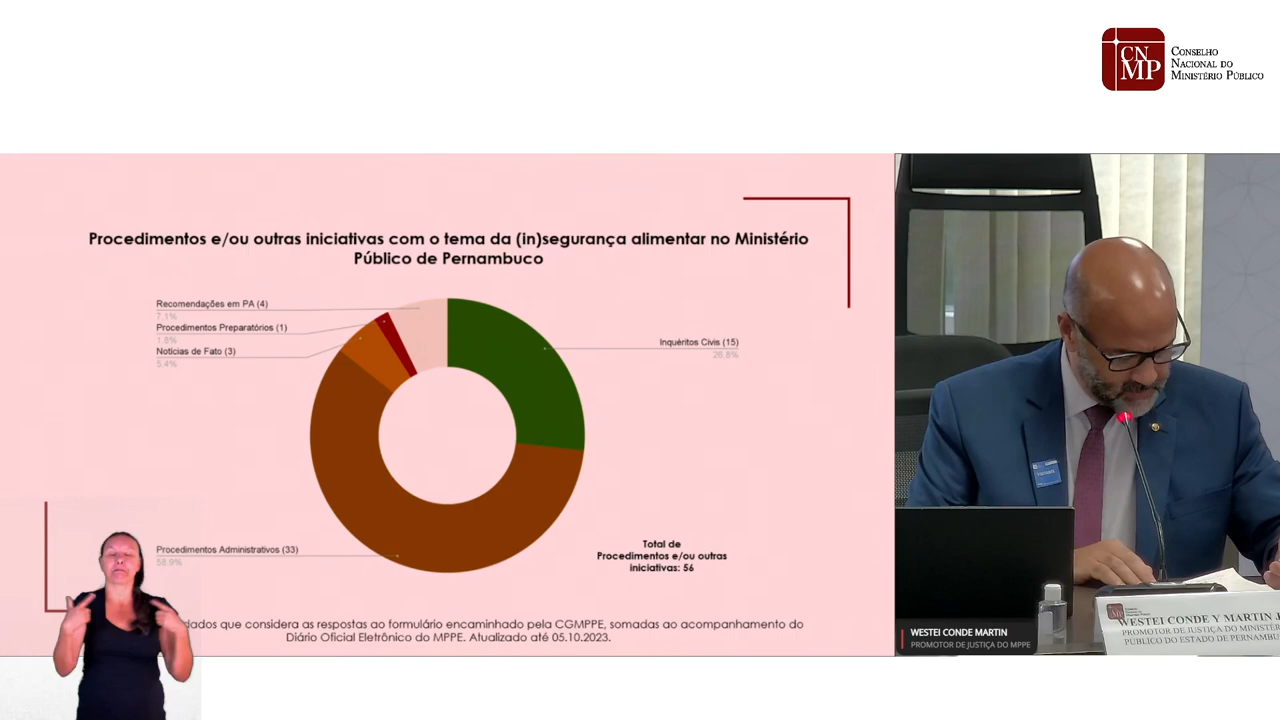 CN
MP
CONSELHO
NACIONAL DO
MINISTÉRIO PÚBLICO
Procedimentos e/ou outras iniciativas com o tema da (in)segurança alimentar no Ministério
Público de Pernambuco
Recomendações em PA (4)
7.1%
Procedimentos Preparatórios (1)
1.8%
Notícias de Fato (3)
5.4%
Inquéritos Civis (15)
26.8%
Procedimentos Administrativos (33)
58.9%
Total de
Procedimentos e/ou outras
iniciativas: 56
dados que considera as respostas ao formulário encaminhado pela CGMPPE, somadas ao acompanhamento do
Diário Oficial Eletrônico do MPPE. Atualizado até 05.10.2023.
WESTEI CONDE MARTIN
PROMOTOR DE JUSTIÇA DO MPPE
WESTEI CONDE Y MARTIN J
PROMOTOR DE JUSTIÇA DO MINISTÉR
PÚBLICO DO ESTADO DE PERNAMBU